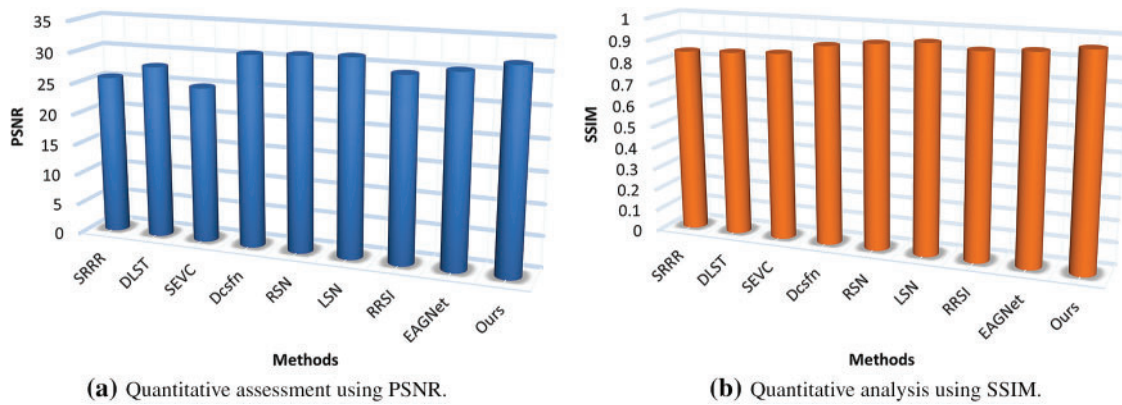 35
30
25
20
15
10
5
0
PSNR
SRRR
DLST
SEVC
Dcsfn
RSN
LSN
RRSI
EAGNet
Ours
Methods
(a) Quantitative assessment using PSNR.
1
0.9
0.8
0.7
0.6
0.5
0.4
0.3
0.2
0.1
0
SSIM
SRRR
DLST
SEVC
Dcsfn
RSN
LSN
RRSI
EAGNet
Ours
Methods
(b) Quantitative analysis using SSIM.